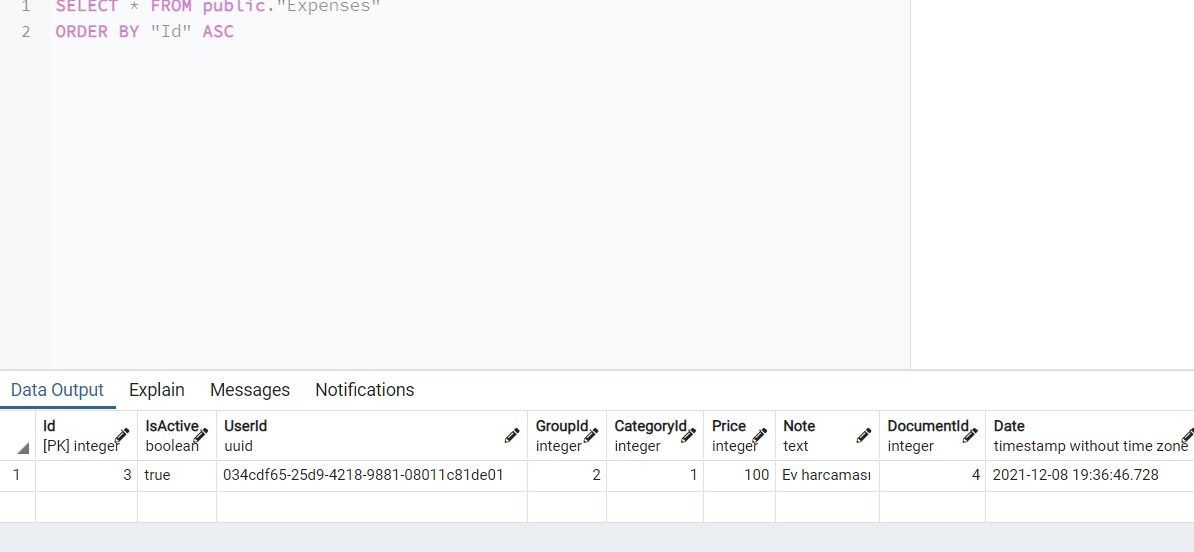 1 SELECT * FROM public."Expenses"
2 ORDER BY "Id" ASC
Data Output Explain Messages Notifications
Id IsActive UserId GroupId CategoryId Price Note DocumentId Date
[PK] integer boolean uuid integer integer integer text integer timestamp without time zone
1 3 true 034cdf65-25d9-4218-9881-08011c81de01 2 1 100 Ev harcaması 4 2021-12-08 19:36:46.728